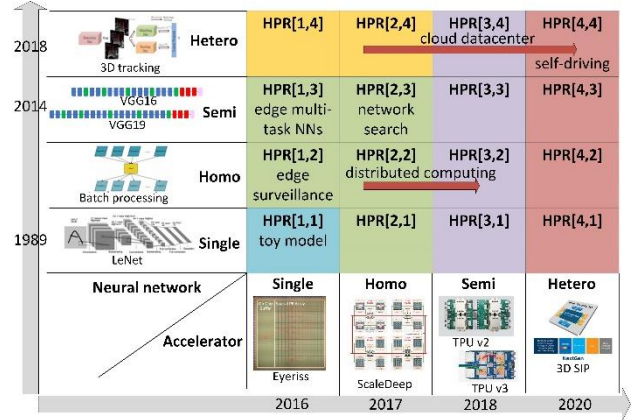 2018
3D tracking
Hetero
HPR[1,4]
HPR[2,4]
HPR[3,4]
HPR[4,4]
cloud datacenter
self-driving
2014
VGG16
VGG19
Semi
HPR[1,3]
edge multi-
task NNs
HPR[2,3]
network
search
HPR[3,3]
HPR[4,3]
Batch processing
Homo
HPR[1,2]
edge
surveillance
HPR[2,2]
HPR[3,2]
distributed computing
HPR[4,2]
1989
LeNet
Single
HPR[1,1]
toy model
HPR[2,1]
HPR[3,1]
HPR[4,1]
Neural network
Accelerator
Single
Eyeriss
Homo
ScaleDeep
Semi
TPU v2
TPU v3
Hetero
NextGen
3D SIP
2016
2017
2018
2020